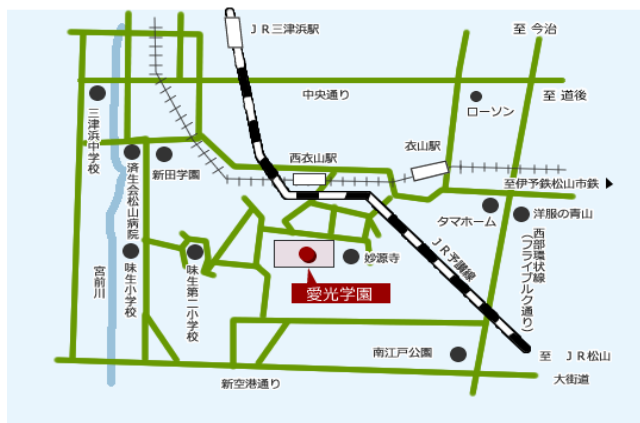 JR三津浜駅
至 今治
中央通り
至 道後
ローソン
三津浜中学校
済生会松山病院
新田学園
西衣山駅
衣山駅
至伊予鉄松山市鉄
タマホーム
洋服の青山
西部環状線
(フライブルク通り)
JR予讃線
宮前川
味生小学校
味生第二小学校
妙源寺
愛光学園
南江戸公園
至 JR松山
新空港通り
大街道